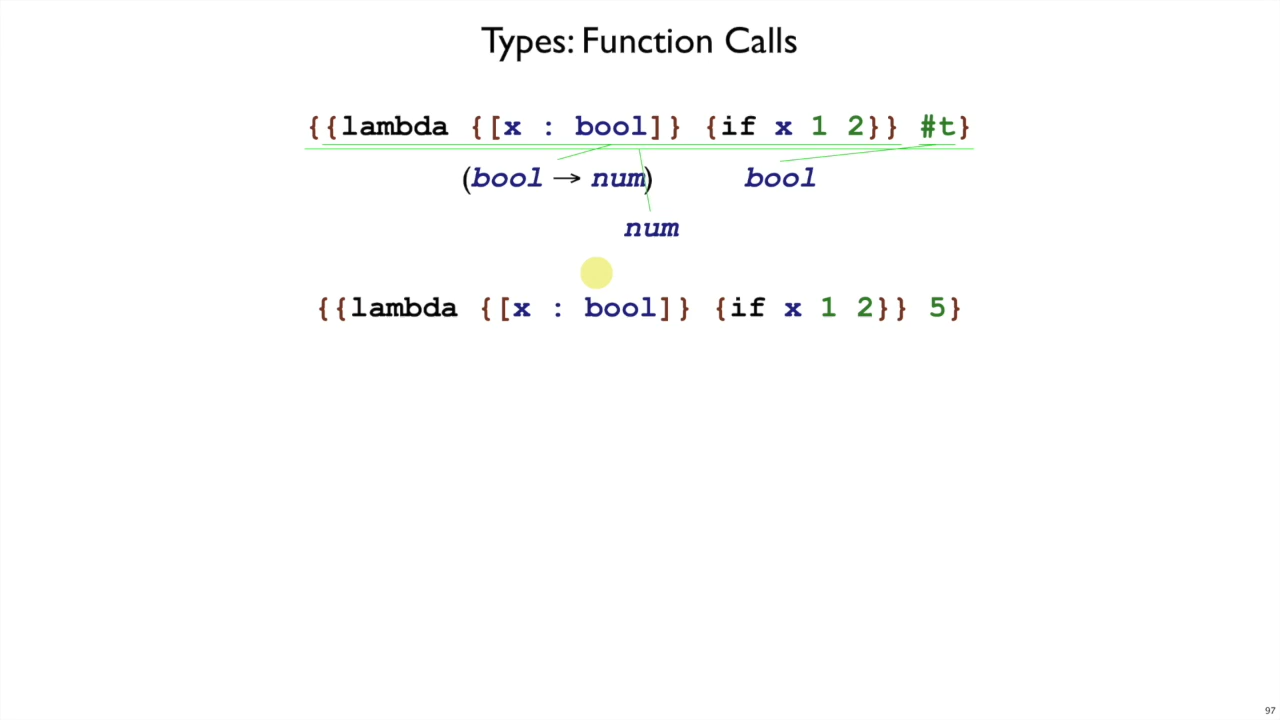 Types: Function Calls
{{lambda {[x : bool]} {if x 1 2}} #t}
(bool → num) bool
num
{{lambda {[x : bool]} {if x 1 2}} 5}
97